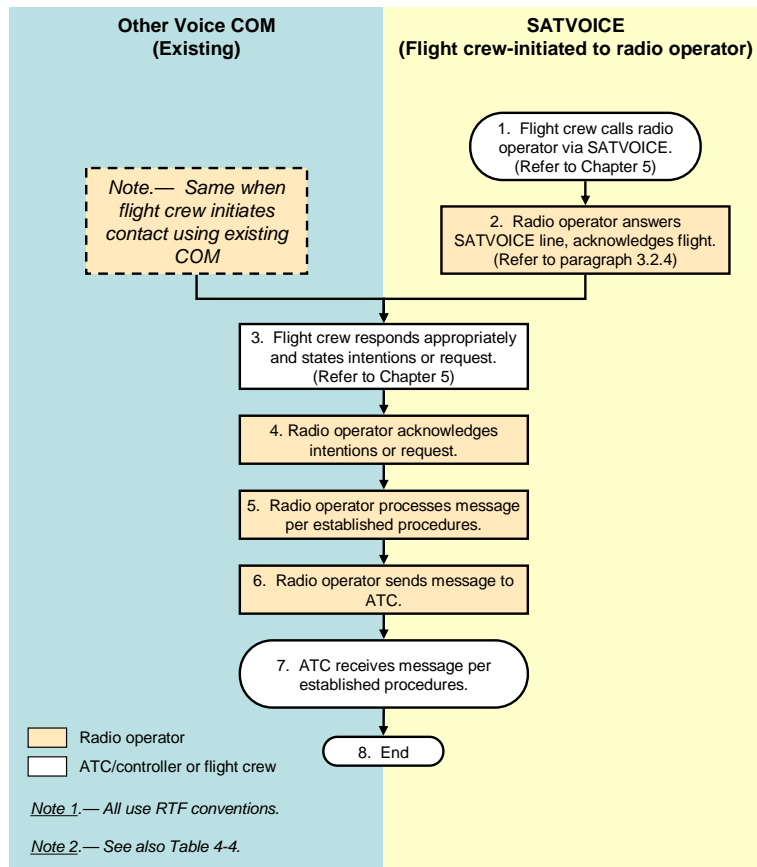 Other Voice COM
(Existing)
SATVOICE
(Flight crew-initiated to radio operator)
1. Flight crew calls radio
operator via SATVOICE.
(Refer to Chapter 5)
Note.— Same when
flight crew initiates
contact using existing
COM
2. Radio operator answers
SATVOICE line, acknowledges flight.
(Refer to paragraph 3.2.4)
3. Flight crew responds appropriately
and states intentions or request.
(Refer to Chapter 5)
4. Radio operator acknowledges
intentions or request.
5. Radio operator processes message
per established procedures.
6. Radio operator sends message to
ATC.
7. ATC receives message per
established procedures.
8. End
Radio operator
ATC/controller or flight crew
Note 1.— All use RTF conventions.
Note 2.— See also Table 4-4.